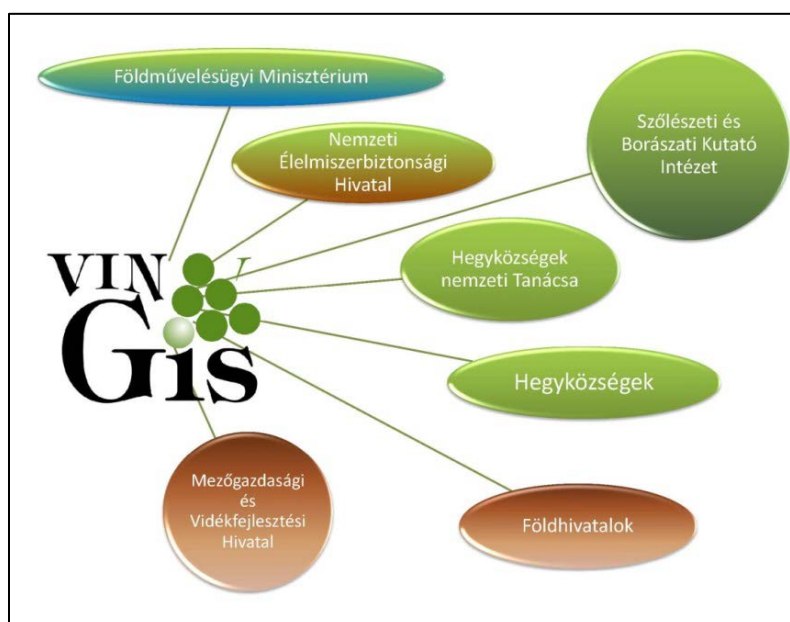 Földművelésügyi Minisztérium
Nemzeti
Élelmiszerbiztonsági
Hivatal
Szőlészeti és
Borászati Kutató
Intézet
Hegyközségek
nemzeti Tanácsa
VIN
Gis
Hegyközségek
Mezőgazdasági
és
Vidékfejlesztési
Hivatal
Földhivatalok